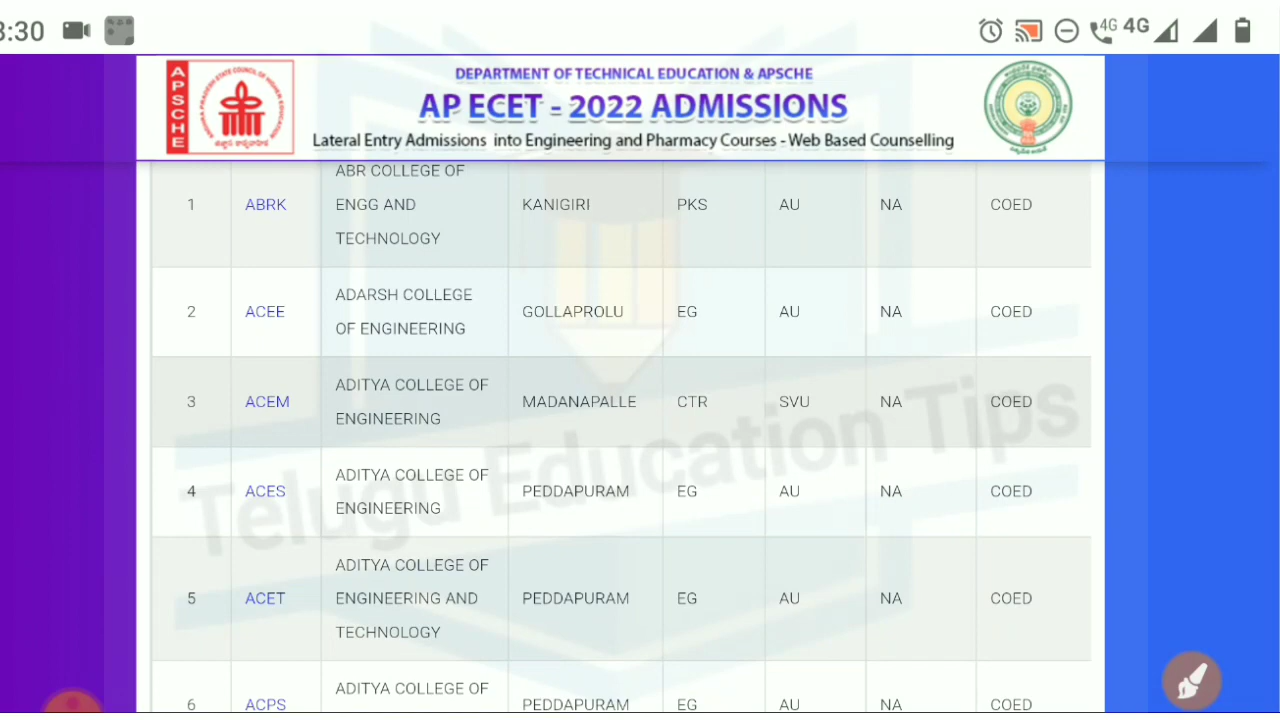 3:30
4G 4G
APSCHE
DEPARTMENT OF TECHNICAL EDUCATION & APSCHE
AP ECET - 2022 ADMISSIONS
Lateral Entry Admissions into Engineering and Pharmacy Courses - Web Based Counselling
1 ABRK ABR COLLEGE OF ENGG AND TECHNOLOGY KANIGIRI PKS AU NA COED
2 ACEE ADARSH COLLEGE OF ENGINEERING GOLLAPROLU EG AU NA COED
3 ACEM ADITYA COLLEGE OF ENGINEERING MADANAPALLE CTR SVU NA COED
4 ACES ADITYA COLLEGE OF ENGINEERING PEDDAPURAM EG AU NA COED
5 ACET ADITYA COLLEGE OF ENGINEERING AND TECHNOLOGY PEDDAPURAM EG AU NA COED
6 ACPS ADITYA COLLEGE OF PEDDAPURAM EG AU NA COED
Telugu Education Tips